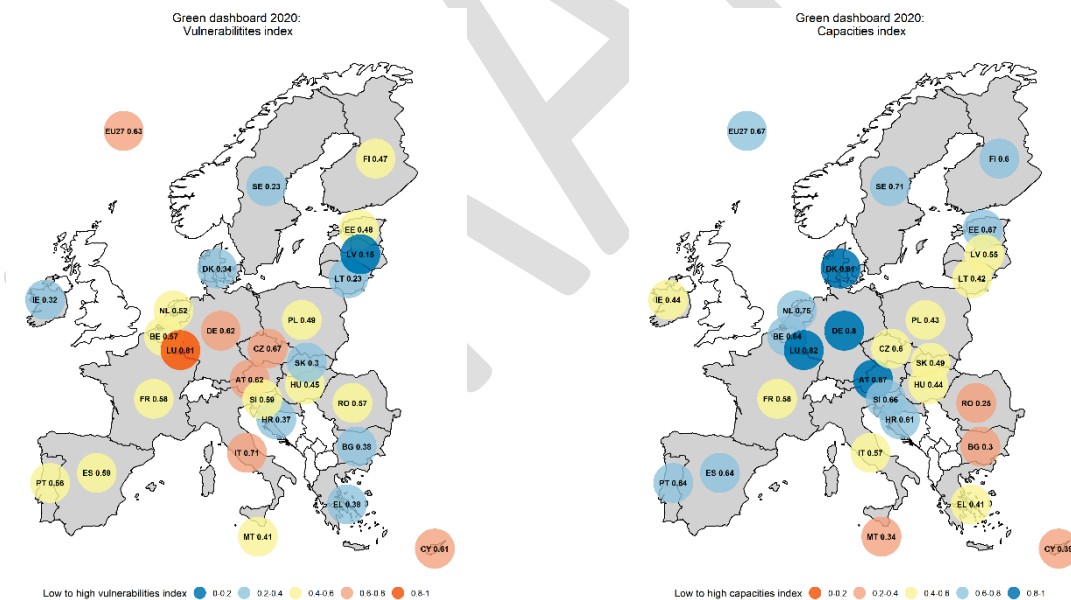 Green dashboard 2020:
Vulnerabilitites index
EU27 0.63
FI 0.47
SE 0.23
EE 0.48
LV 0.15
DK 0.34
LT 0.23
IE 0.32
NL 0.52
PL 0.49
DE 0.62
BE 0.57
LU 0.81
CZ 0.67
SK 0.3
AT 0.62
HU 0.45
FR 0.58
SI 0.59
RO 0.57
HR 0.37
BG 0.38
IT 0.71
ES 0.59
PT 0.56
EL 0.38
MT 0.41
CY 0.61
Low to high vulnerabilities index 0-0.2 0.2-0.4 0.4-0.6 0.6-0.8 0.8-1
Green dashboard 2020:
Capacities index
EU27 0.67
FI 0.6
SE 0.71
EE 0.67
LV 0.55
DK 0.81
LT 0.42
IE 0.44
NL 0.75
PL 0.43
DE 0.8
BE 0.64
LU 0.82
CZ 0.6
SK 0.49
AT 0.87
HU 0.44
FR 0.58
SI 0.66
RO 0.25
HR 0.61
BG 0.3
IT 0.57
ES 0.64
PT 0.64
EL 0.41
MT 0.34
CY 0.39
Low to high capacities index 0-0.2 0.2-0.4 0.4-0.6 0.6-0.8 0.8-1